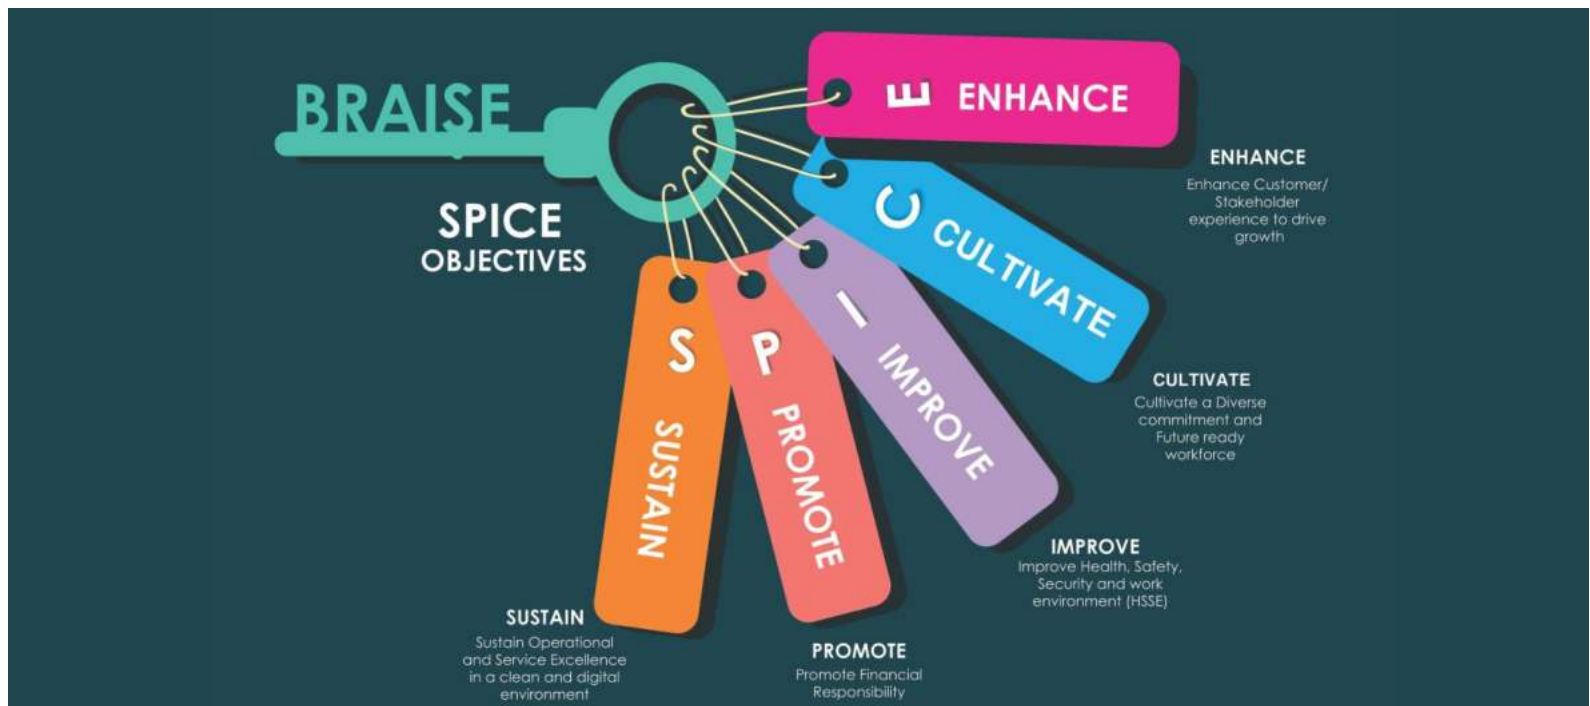 BRAISE
SPICE
OBJECTIVES
E ENHANCE
ENHANCE
Enhance Customer/
Stakeholder
experience to drive
growth
C CULTIVATE
CULTIVATE
Cultivate a Diverse
commitment and
Future ready
workforce
I IMPROVE
IMPROVE
Improve Health, Safety,
Security and work
environment (HSSE)
P PROMOTE
PROMOTE
Promote Financial
Responsibility
S SUSTAIN
SUSTAIN
Sustain Operational
and Service Excellence
in a clean and digital
environment